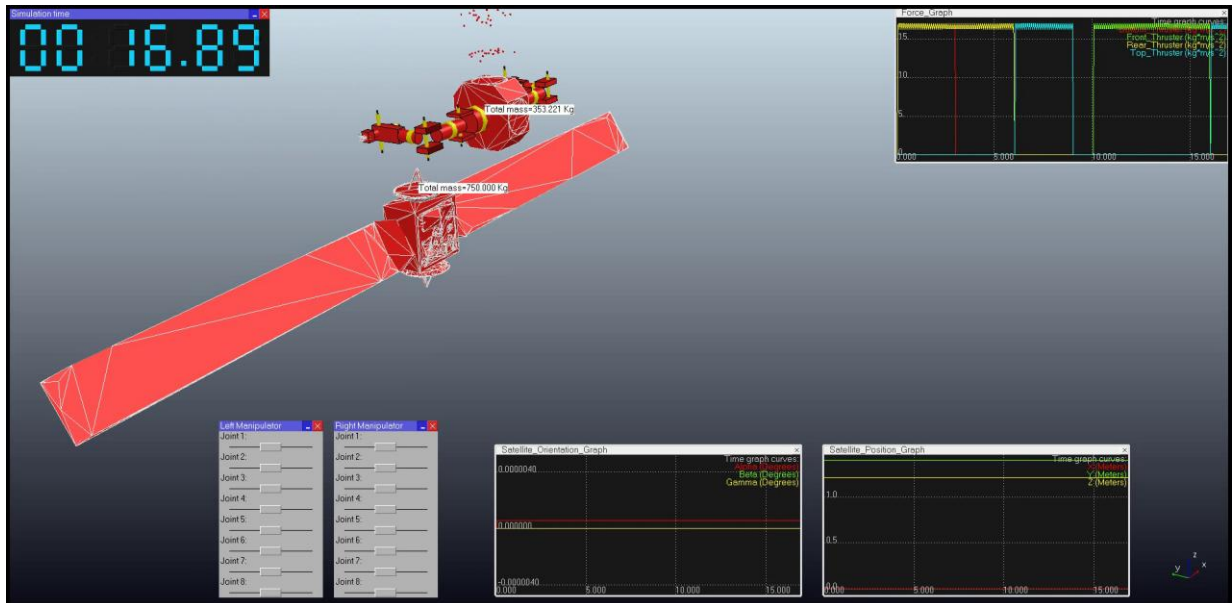 Simulation time
00 16.89
Total mass=353.221 Kg
Total mass=750.000 Kg
Force_Graph
Time graph curves:
Front_Thruster (kg*m/s^2)
Rear_Thruster (kg*m/s^2)
Top_Thruster (kg*m/s^2)
15.
10.
5.
0
0.000
5.000
10.000
15.000
Left Manipulator
Joint 1:
Joint 2:
Joint 3:
Joint 4:
Joint 5:
Joint 6:
Joint 7:
Joint 8:
Right Manipulator
Joint 1:
Joint 2:
Joint 3:
Joint 4:
Joint 5:
Joint 6:
Joint 7:
Joint 8:
Satellite_Orientation_Graph
Time graph curves:
Alpha (Degrees)
Beta (Degrees)
Gamma (Degrees)
0.0000040
0.000000
-0.0000040
0.000
5.000
10.000
15.000
Satellite_Position_Graph
Time graph curves:
X (Meters)
Y (Meters)
Z (Meters)
1.0
0.5
0.0
0.000
5.000
10.000
15.000
z
y
x